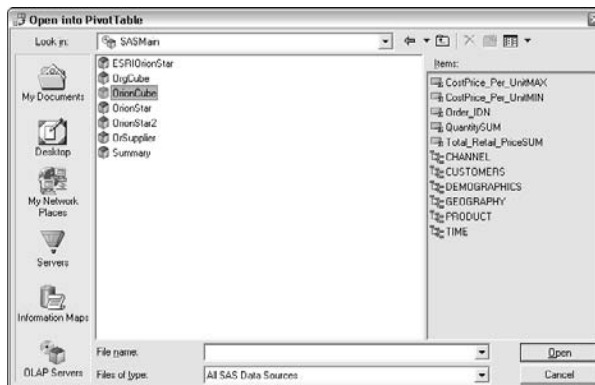 Open into PivotTable
Look in:
SASMain
My Documents
Desktop
My Network
Places
Servers
Information Maps
OLAP Servers
ESRIOrionStar
OrgCube
OrionCube
OrionStar
OrionStar2
OrSupplier
Summary
Items:
CostPrice_Per_UnitMAX
CostPrice_Per_UnitMIN
Order_IDN
QuantitySUM
Total_Retail_PriceSUM
CHANNEL
CUSTOMERS
DEMOGRAPHICS
GEOGRAPHY
PRODUCT
TIME
File name:
Open
Files of type:
All SAS Data Sources
Cancel